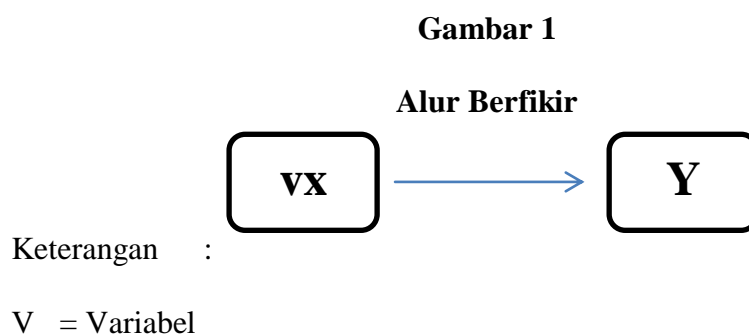 Gambar 1
Alur Berfikir
vx Y
Keterangan :
V = Variabel